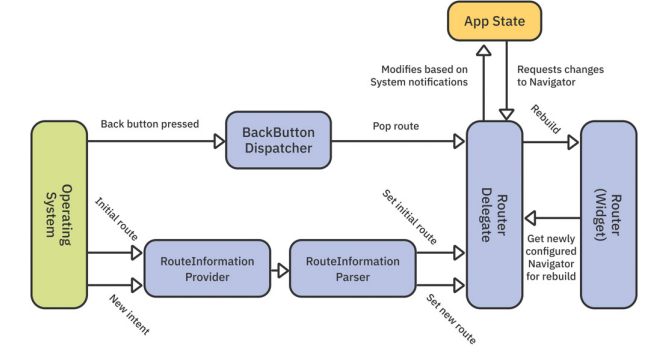 App State
Modifies based on
System notifications
Requests changes
to Navigator
Back button pressed
BackButton
Dispatcher
Pop route
Rebuild
Operating
System
Router
Delegate
Router
(Widget)
Initial route
RouteInformation
Provider
RouteInformation
Parser
Set initial route
Get newly
configured
Navigator
for rebuild
New intent
Set new route